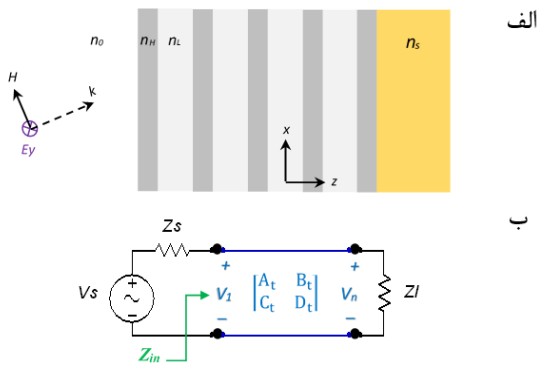 الف
n0 nH nL ns
H
k
Ey
x
z
ب
Zs
+ +
Vs V1 At Bt Vn Zl
Ct Dt
− −
Zin